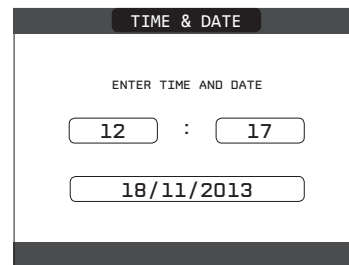 TIME & DATE
ENTER TIME AND DATE
12 : 17
18/11/2013